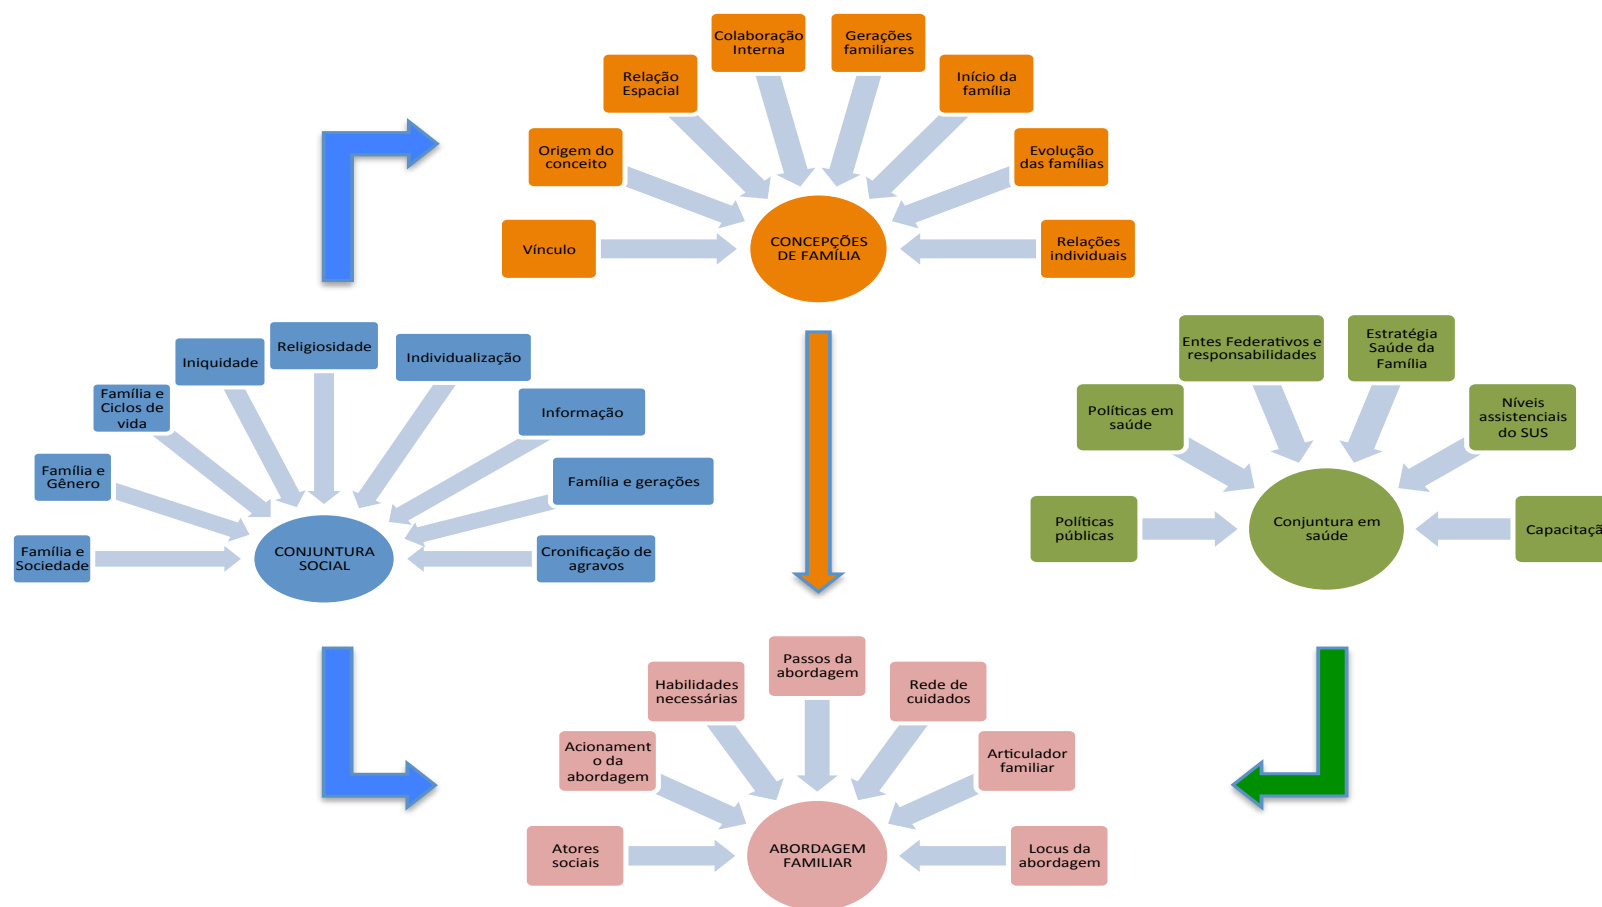 Colaboração
Interna
Gerações
familiares
Relação
Espacial
Início da
família
Origem do
conceito
Evolução
das famílias
Vínculo
CONCEPÇÕES
DE FAMÍLIA
Relações
individuais
Religiosidade
Individualização
Iniquidade
Família e
Ciclos de
vida
Informação
Família e
Gênero
Família e gerações
Família e
Sociedade
CONJUNTURA
SOCIAL
Cronificação de
agravos
Entes Federativos e
responsabilidades
Estratégia
Saúde da
Família
Políticas em
saúde
Níveis
assistenciais
do SUS
Políticas
públicas
Conjuntura em
saúde
Capacitaçã
Passos da
abordagem
Habilidades
necessárias
Rede de
cuidados
Acionament
o da
abordagem
Articulador
familiar
Atores
sociais
ABORDAGEM
FAMILIAR
Locus da
abordagem